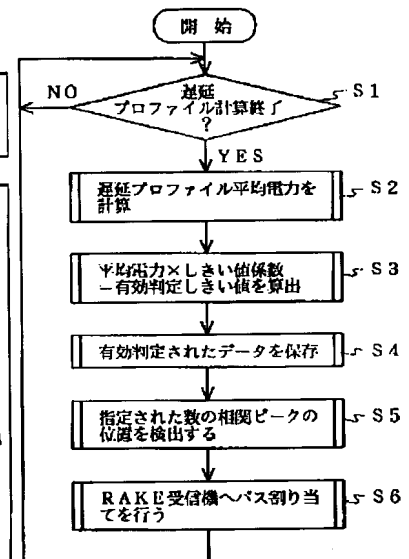 開始
遅延
プロファイル計算終了
?
S1
NO
YES
遅延プロファイル平均電力を
計算
S2
平均電力×しきい値係数
=有効判定しきい値を算出
S3
有効判定されたデータを保存
S4
指定された数の相関ピークの
位置を検出する
S5
RAKE受信機へパス割り当
てを行う
S6